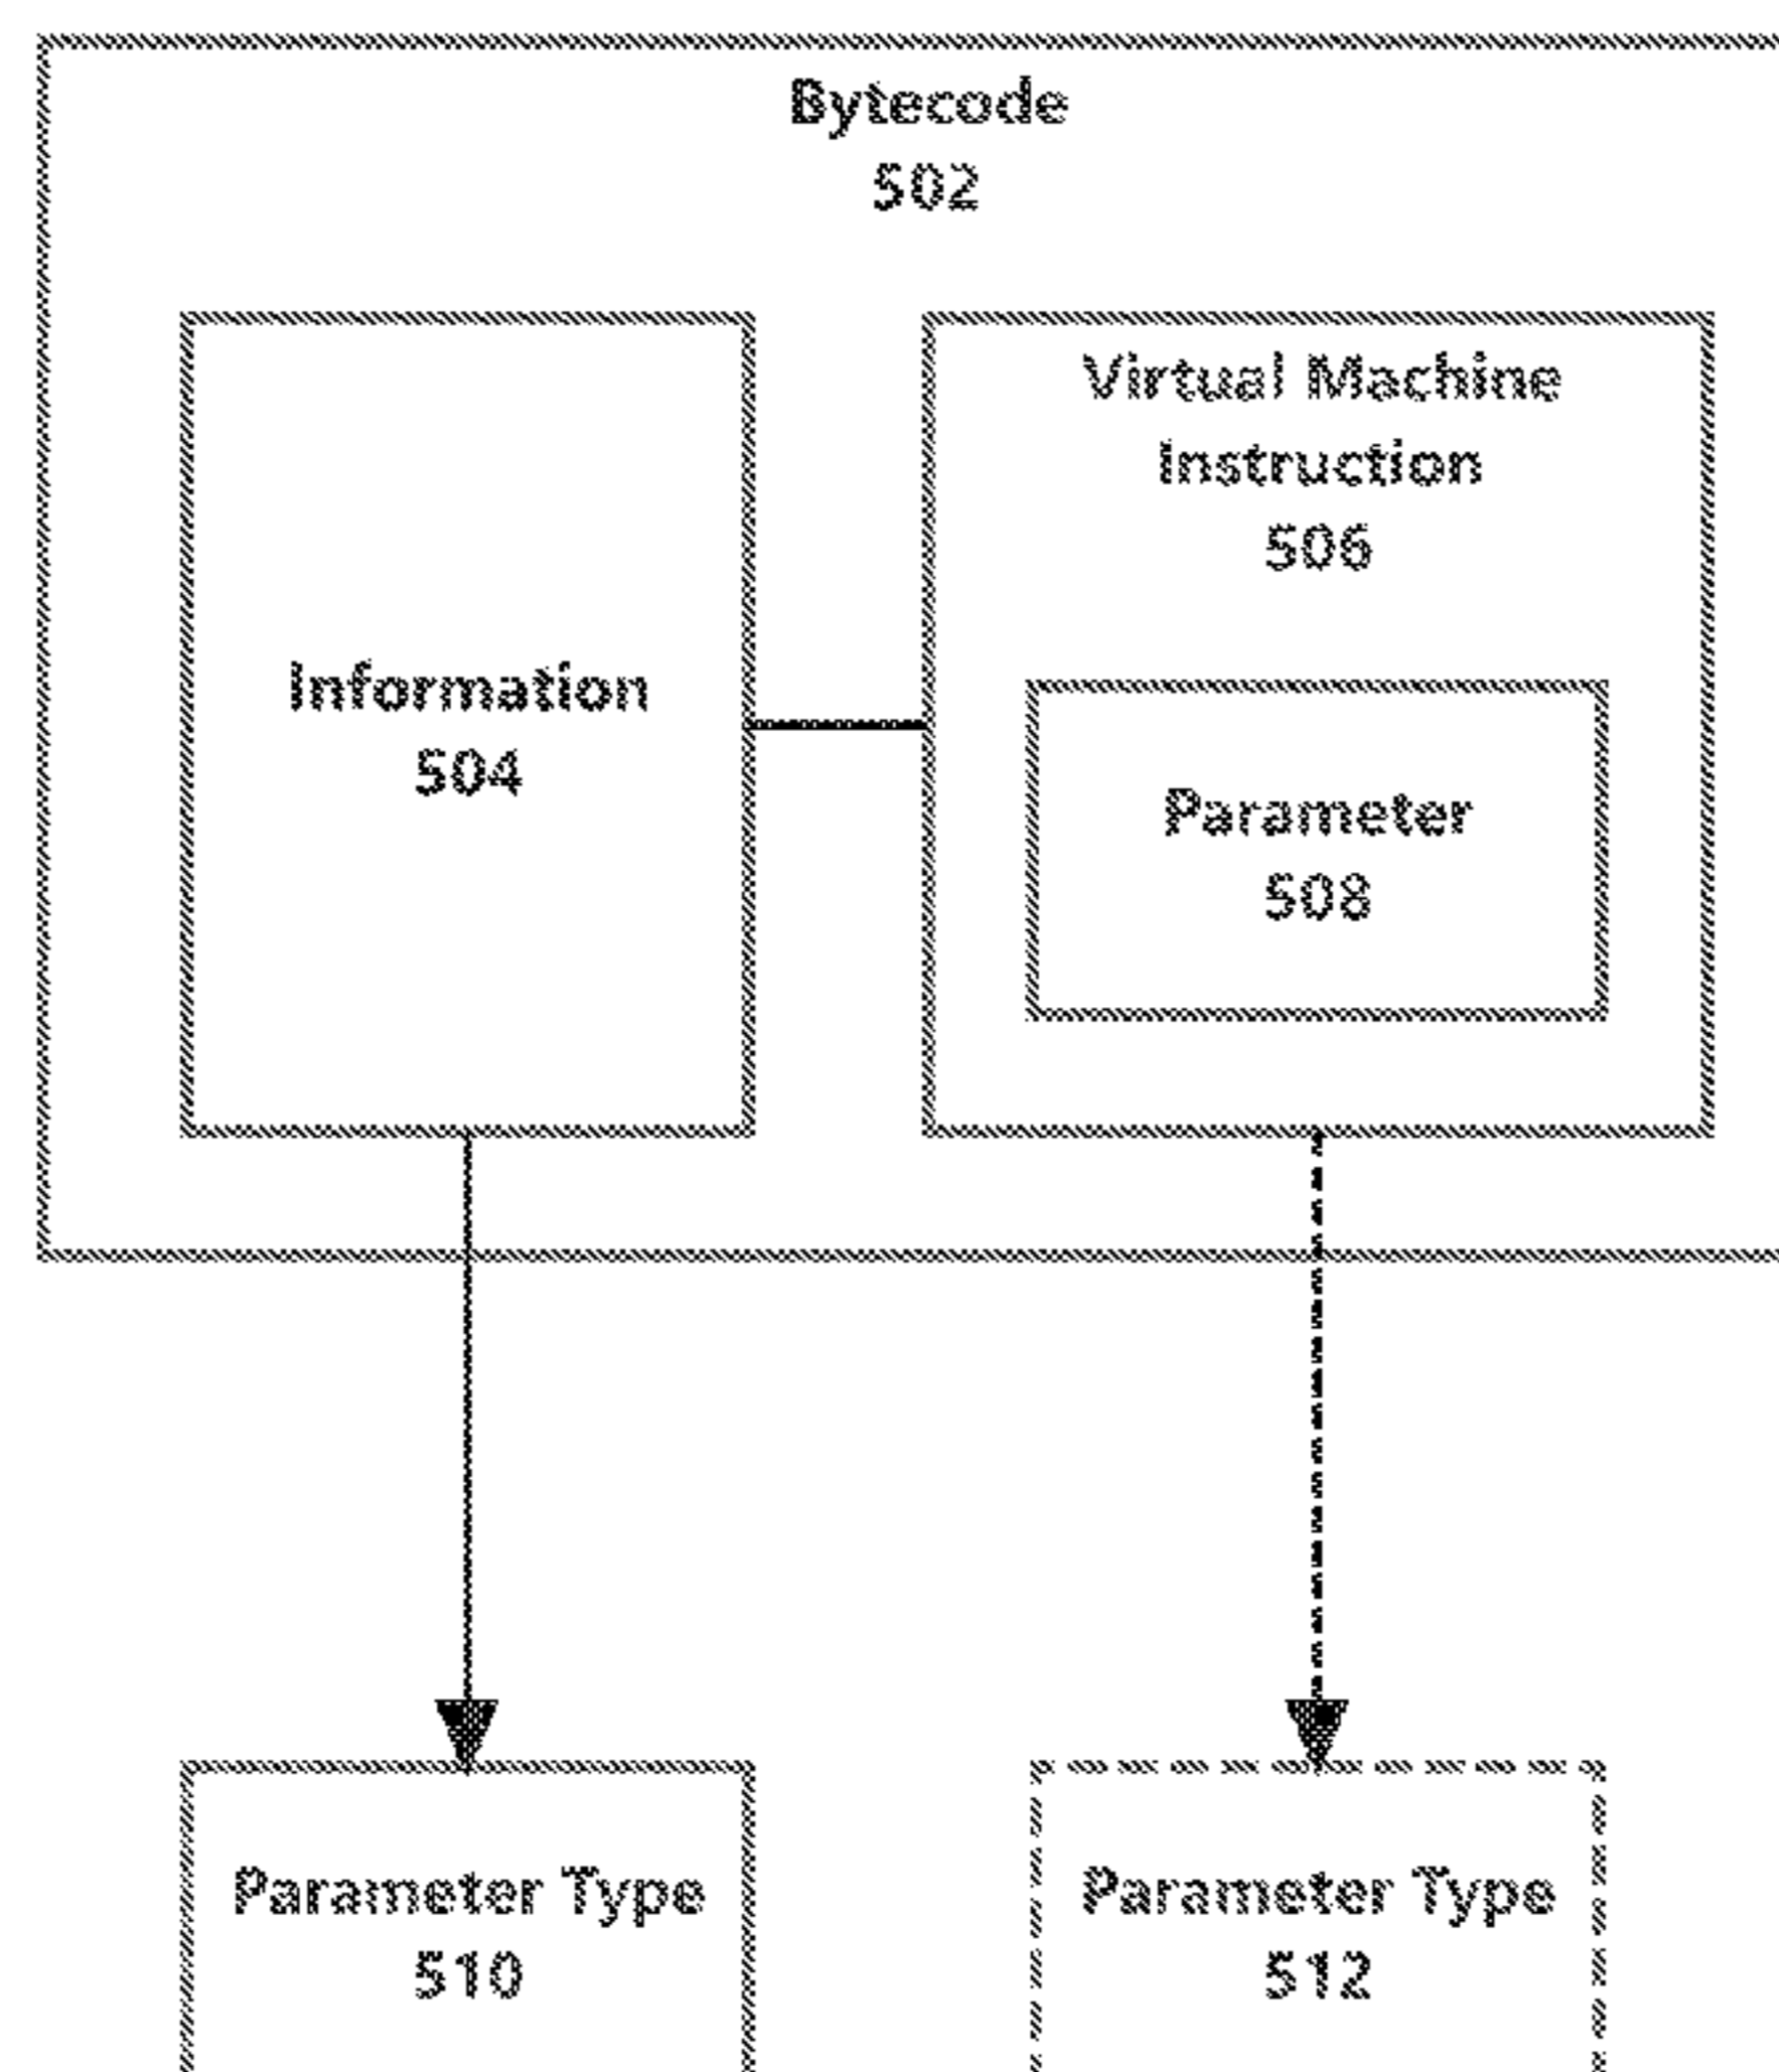 Bytecode
502
Information
504
Virtual Machine
Instruction
506
Parameter
508
Parameter Type
510
Parameter Type
512